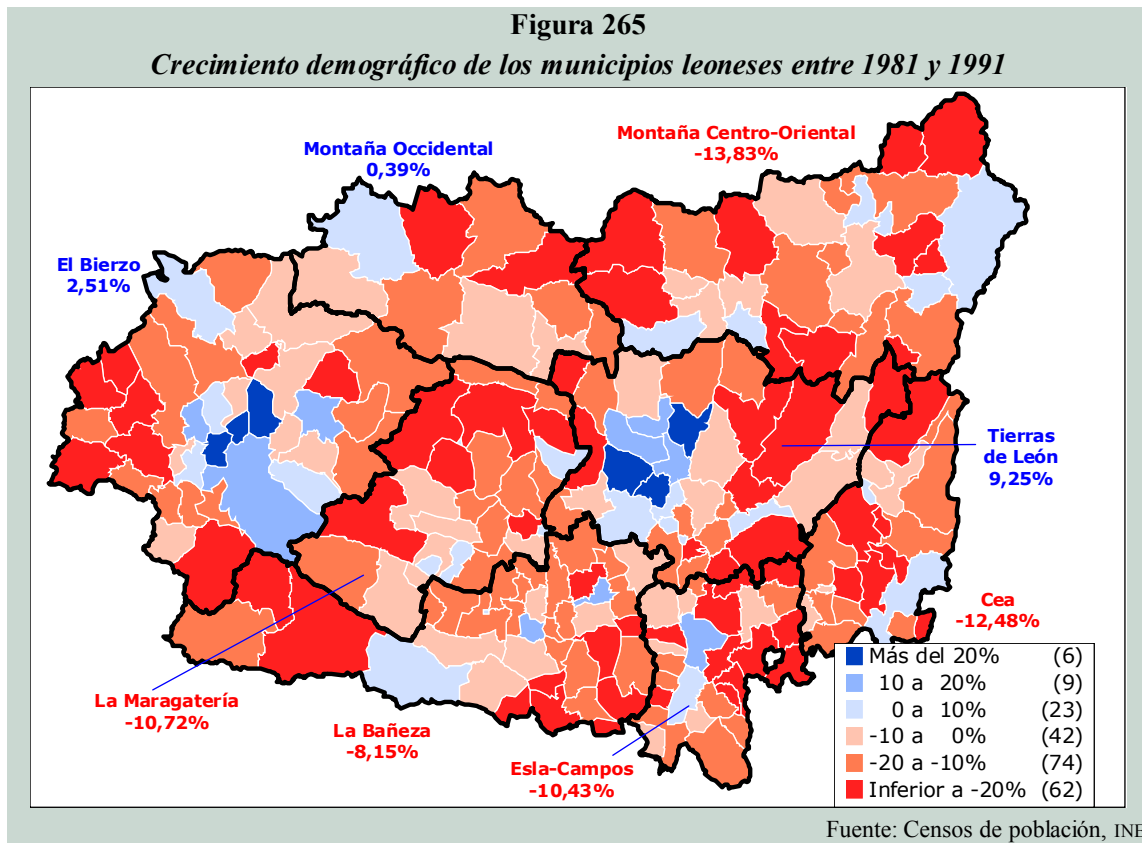 Figura 265
Crecimiento demográfico de los municipios leoneses entre 1981 y 1991
Montaña Centro-Oriental
-13,83%
Montaña Occidental
0,39%
El Bierzo
2,51%
Tierras
de León
9,25%
Cea
-12,48%
La Maragatería
-10,72%
La Bañeza
-8,15%
Esla-Campos
-10,43%
Más del 20% (6)
10 a 20% (9)
0 a 10% (23)
-10 a 0% (42)
-20 a -10% (74)
Inferior a -20% (62)
Fuente: Censos de población, INE